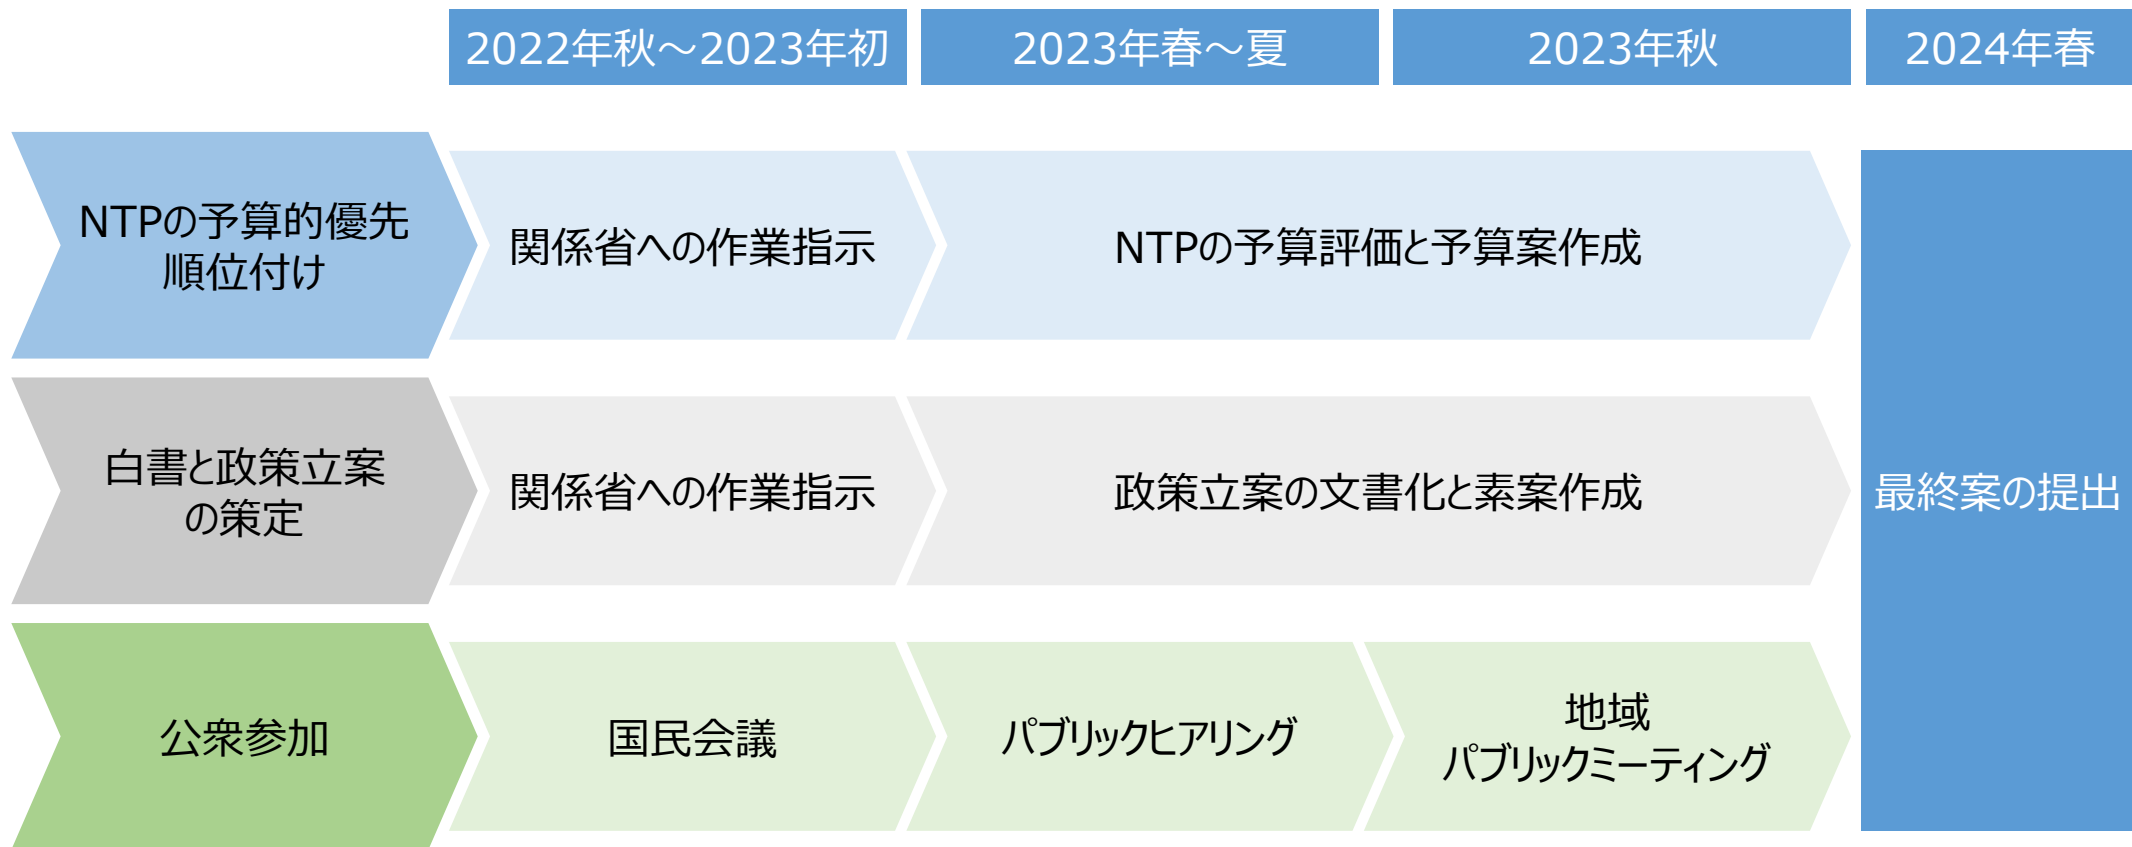 2022年秋～2023年初
2023年春～夏
2023年秋
2024年春
NTPの予算的優先
順位付け
関係省への作業指示
NTPの予算評価と予算案作成
白書と政策立案
の策定
関係省への作業指示
政策立案の文書化と素案作成
最終案の提出
公衆参加
国民会議
パブリックヒアリング
地域
パブリックミーティング